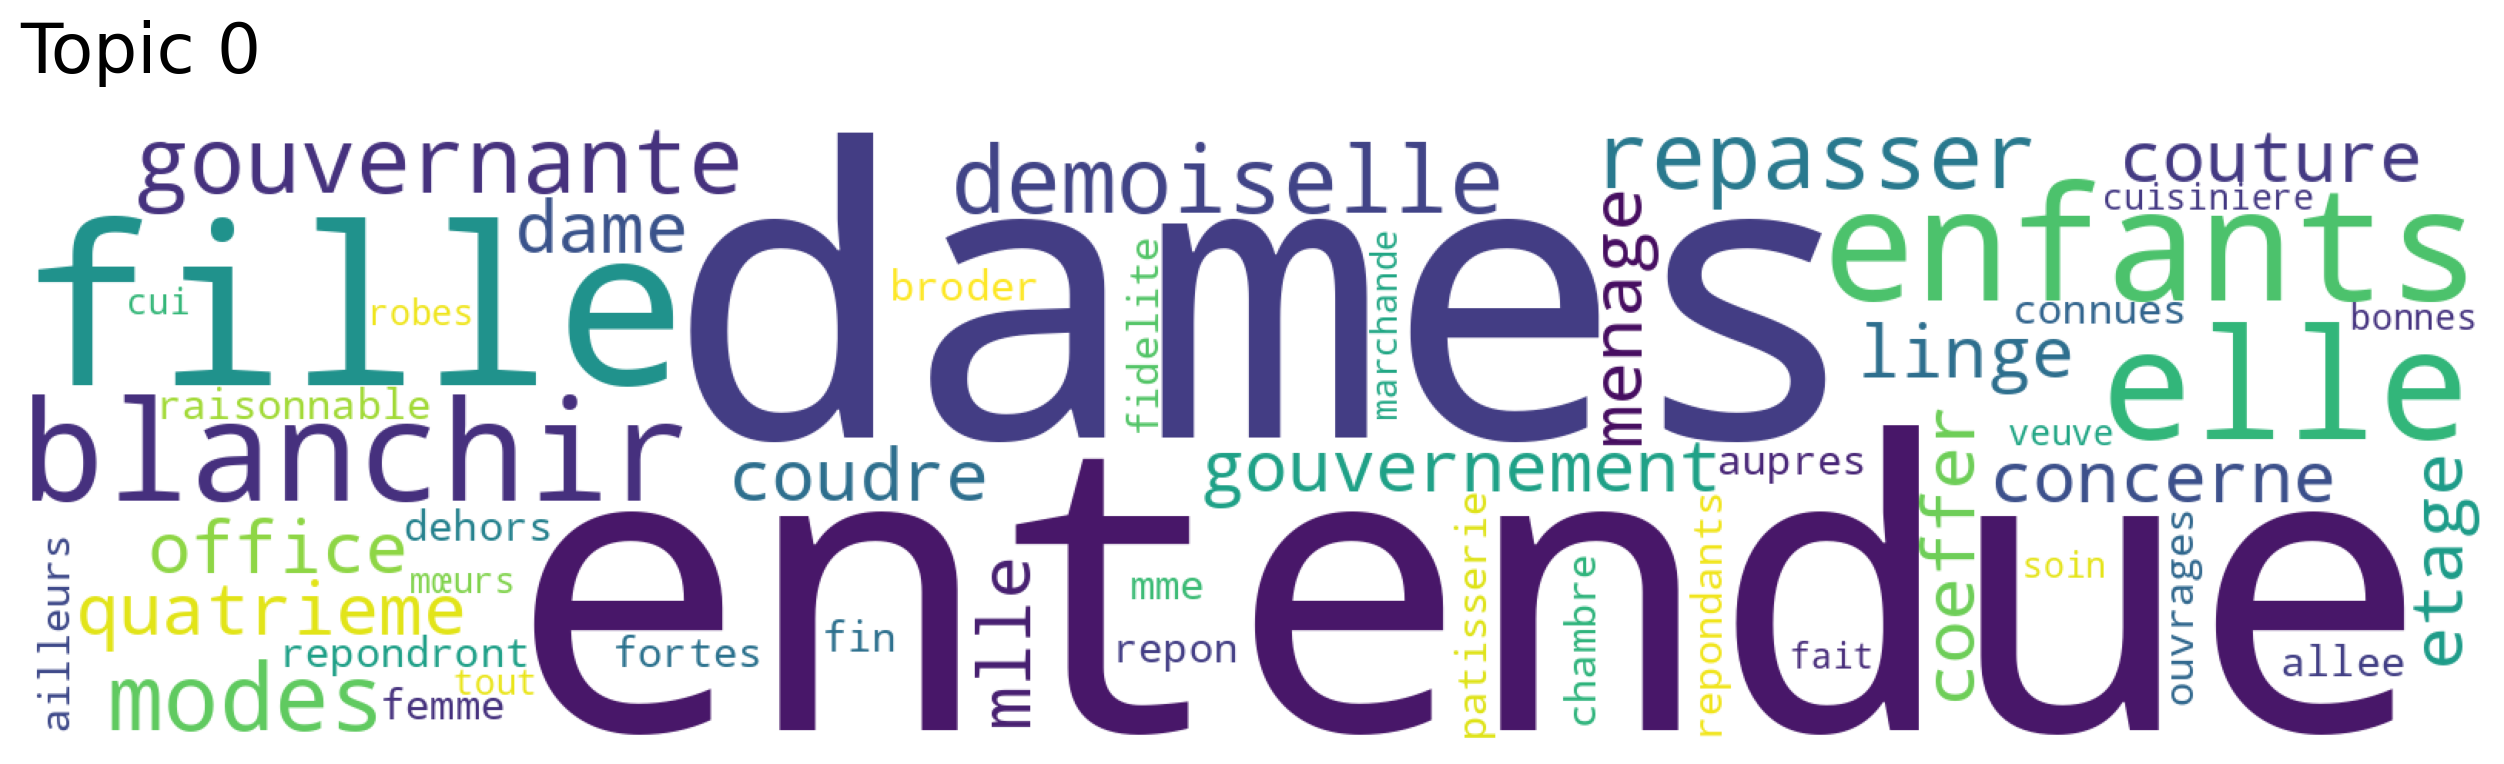 Topic 0
gouvernante
demoiselle
repasser
couture
cuisiniere
fille
dame
dames
enfants
menage
cui
robes
broder
fidelite
marchande
connues
bonnes
linge
elle
raisonnable
blanchir
coudre
gouvernement
aupres
veuve
concerne
etage
coeffer
office
dehors
mœurs
quatrieme
ailleurs
entendue
mlle
mme
patisserie
chambre
repondants
soin
ouvrages
repondront
fortes
fin
repon
fait
allee
modes
tout
femme